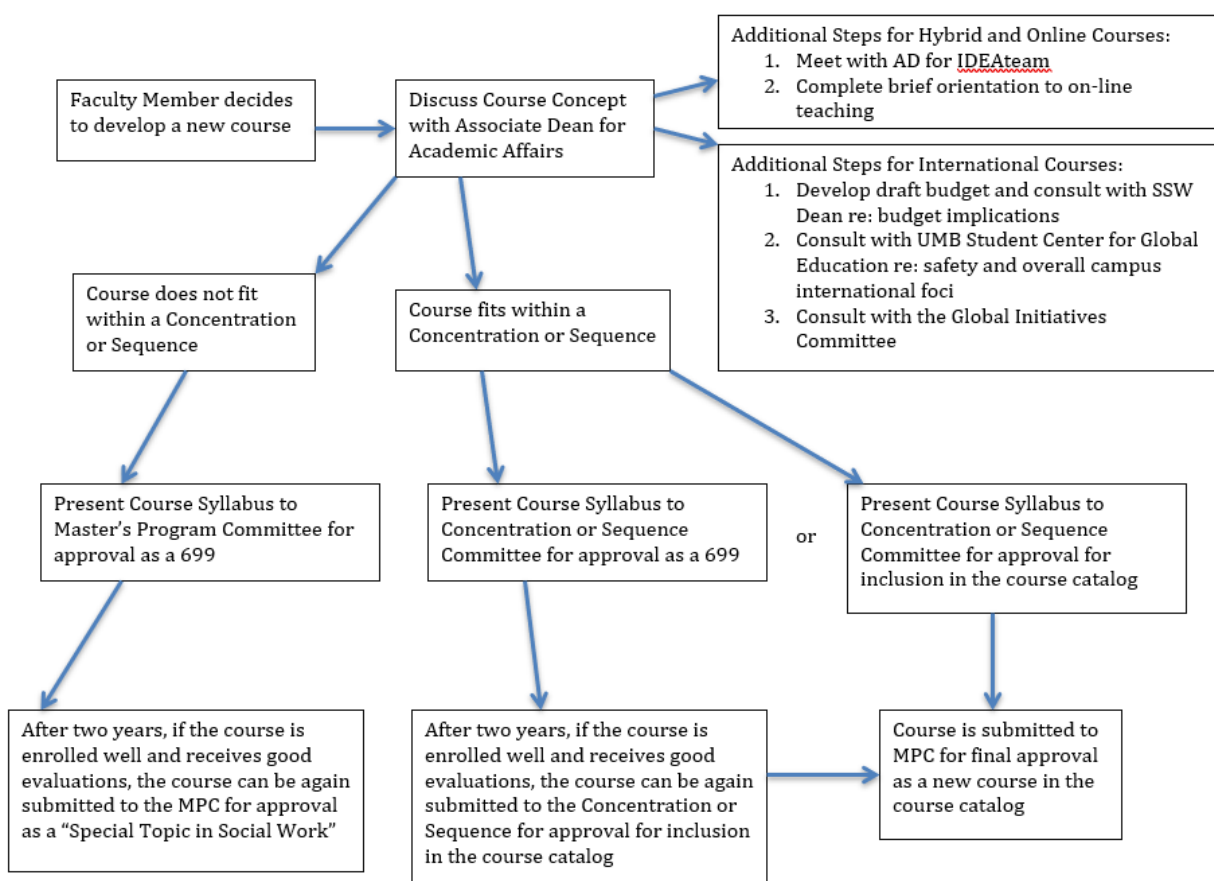 Additional Steps for Hybrid and Online Courses:
1. Meet with AD for IDEAteam
2. Complete brief orientation to on-line
teaching
Faculty Member decides
to develop a new course
Discuss Course Concept
with Associate Dean for
Academic Affairs
Additional Steps for International Courses:
1. Develop draft budget and consult with SSW
Dean re: budget implications
2. Consult with UMB Student Center for Global
Education re: safety and overall campus
international foci
3. Consult with the Global Initiatives
Committee
Course does not fit
within a Concentration
or Sequence
Course fits within a
Concentration or Sequence
Present Course Syllabus to
Master's Program Committee for
approval as a 699
Present Course Syllabus to
Concentration or Sequence
Committee for approval as a 699
or
Present Course Syllabus to
Concentration or Sequence
Committee for approval for
inclusion in the course catalog
After two years, if the course is
enrolled well and receives good
evaluations, the course can be again
submitted to the MPC for approval
as a “Special Topic in Social Work”
After two years, if the course is
enrolled well and receives good
evaluations, the course can be again
submitted to the Concentration or
Sequence for approval for inclusion
in the course catalog
Course is submitted to
MPC for final approval
as a new course in the
course catalog